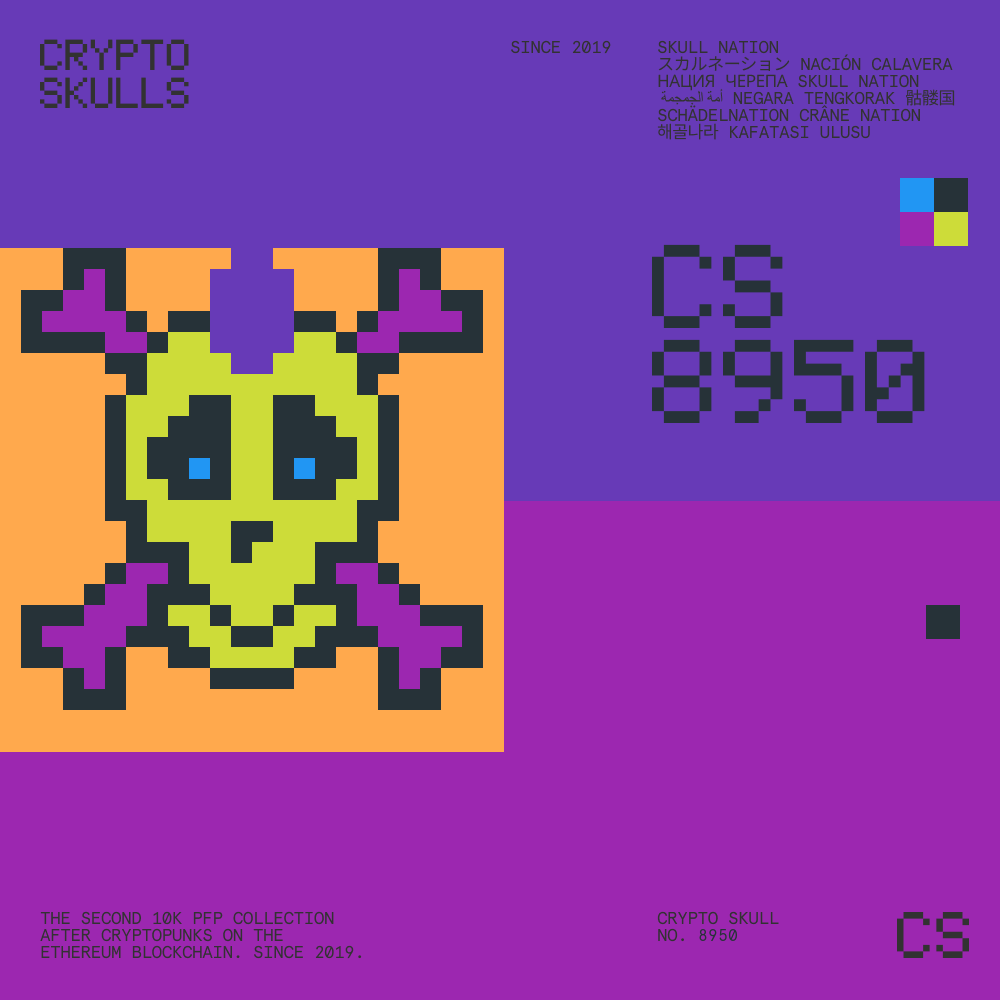 CRYPTO
SKULLS
SINCE 2019
SKULL NATION
スカルネーション NACIÓN CALAVERA
НАЦИЯ ЧЕРЕПА SKULL NATION
أمة الجمجمة NEGARA TENGKORAK 骷髅国
SCHÄDELNATION CRÂNE NATION
해골나라 KAFATASI ULUSU
CS
8950
THE SECOND 10K PFP COLLECTION
AFTER CRYPTOPUNKS ON THE
ETHEREUM BLOCKCHAIN. SINCE 2019.
CRYPTO SKULL
NO. 8950
CS